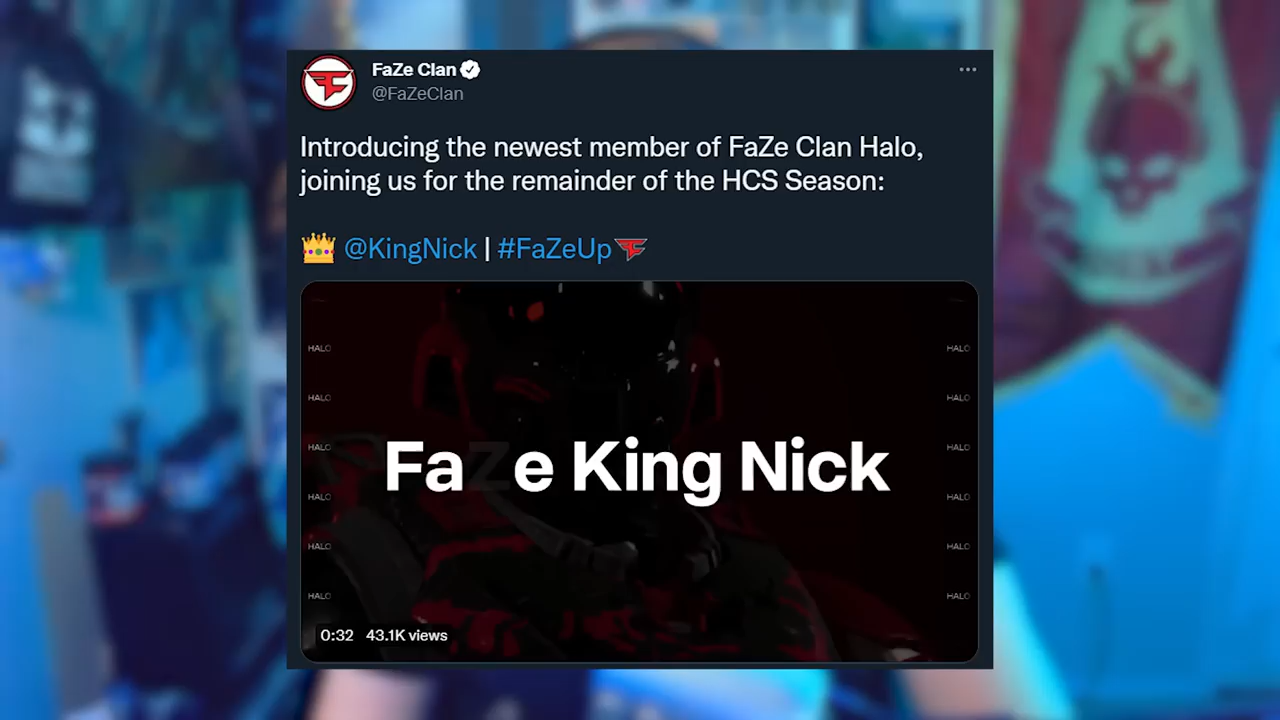 FaZe Clan
@FaZeClan
Introducing the newest member of FaZe Clan Halo,
joining us for the remainder of the HCS Season:
👑 @KingNick | #FaZeUp
HALO HALO
HALO HALO
HALO HALO
FaZe King Nick
HALO HALO
HALO HALO
HALO HALO
0:32 43.1K views